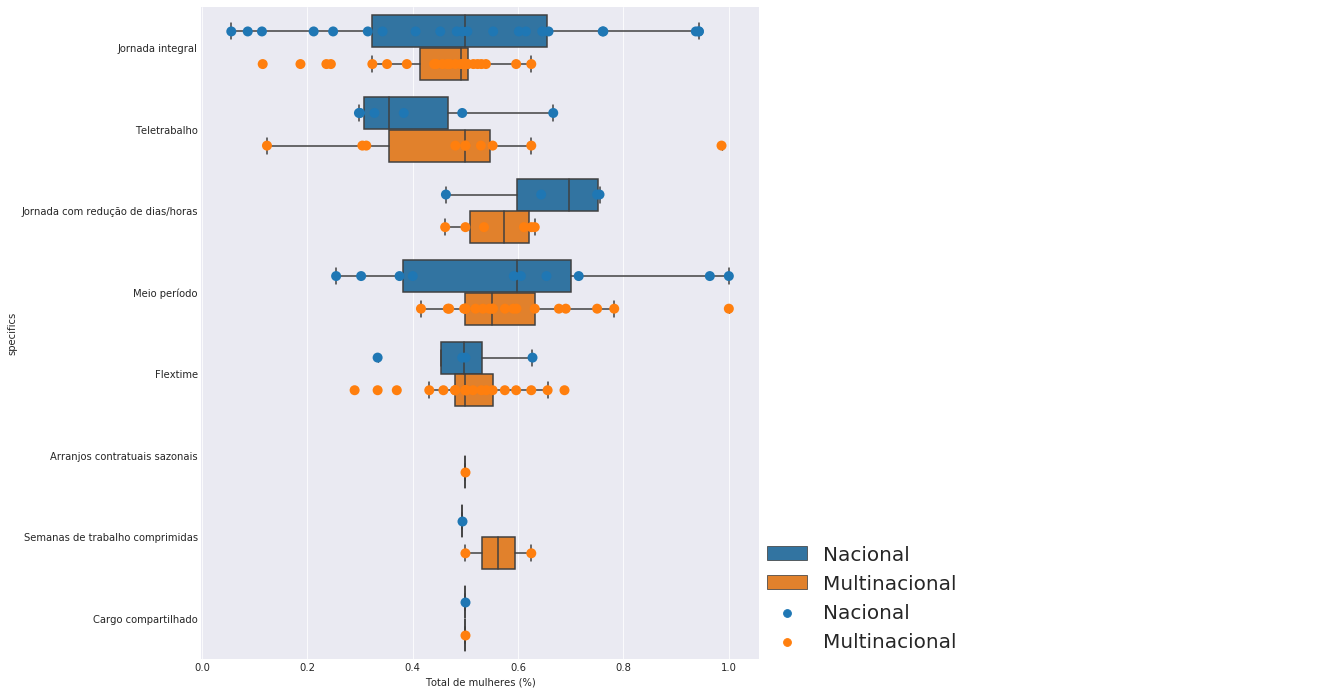 Jornada integral
Teletrabalho
Jornada com redução de dias/horas
Meio período
Flextime
Arranjos contratuais sazonais
Semanas de trabalho comprimidas
Cargo compartilhado
specifics
0.0 0.2 0.4 0.6 0.8 1.0
Total de mulheres (%)
Nacional
Multinacional
Nacional
Multinacional